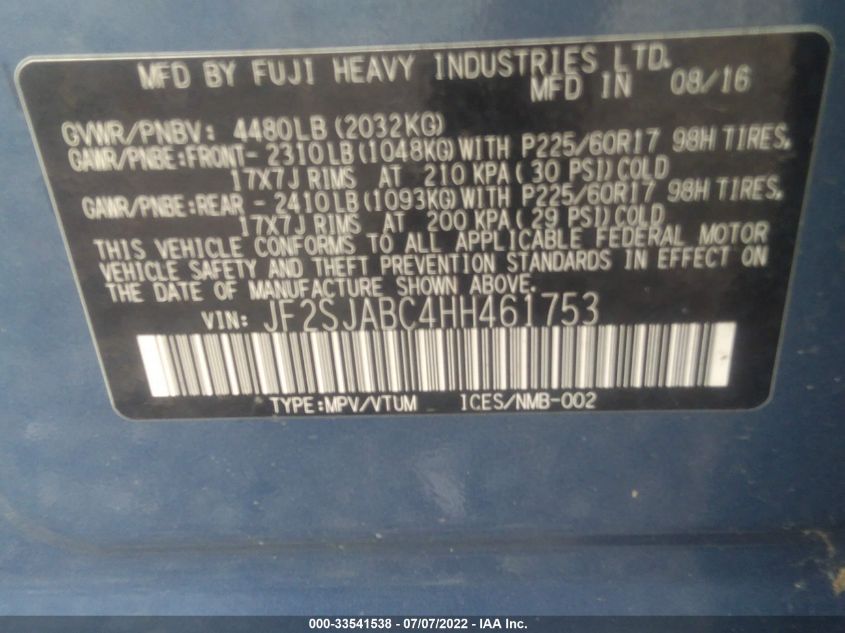 MFD BY FUJI HEAVY INDUSTRIES LTD.
MFD IN 08/16
GVWR/PNBV: 4480LB(2032KG)
GAWR/PNBE:FRONT-2310LB(1048KG)WITH P225/60R17 98H TIRES,
17X7J RIMS AT 210 KPA(30 PSI)COLD
GAWR/PNBE:REAR -2410LB(1093KG)WITH P225/60R17 98H TIRES,
17X7J RIMS AT 200 KPA(29 PSI)COLD
THIS VEHICLE CONFORMS TO ALL APPLICABLE FEDERAL MOTOR
VEHICLE SAFETY AND THEFT PREVENTION STANDARDS IN EFFECT ON
THE DATE OF MANUFACTURE SHOWN ABOVE.
VIN: JF2SJABC4HH461753
TYPE:MPV/VTUM ICES/NMB-002
000-33541538 - 07/07/2022 - IAA Inc.